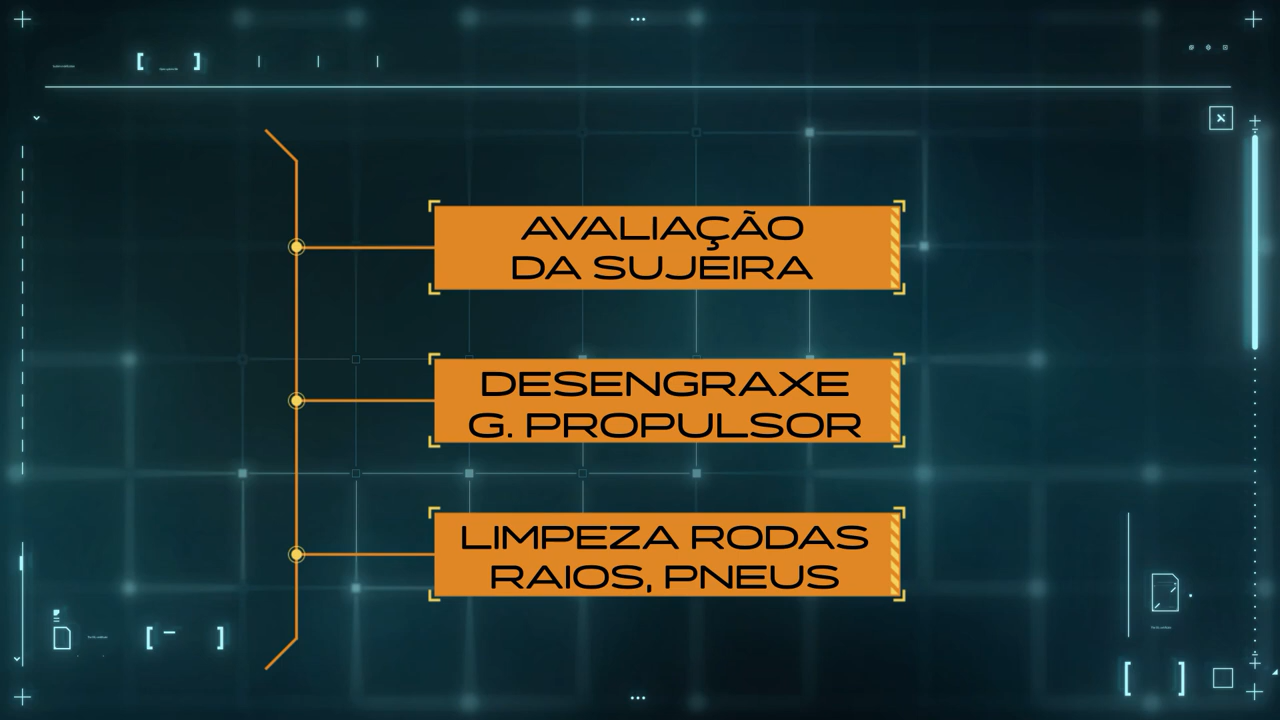 AVALIAÇÃO
DA SUJEIRA
DESENGRAXE
G. PROPULSOR
LIMPEZA RODAS
RAIOS, PNEUS